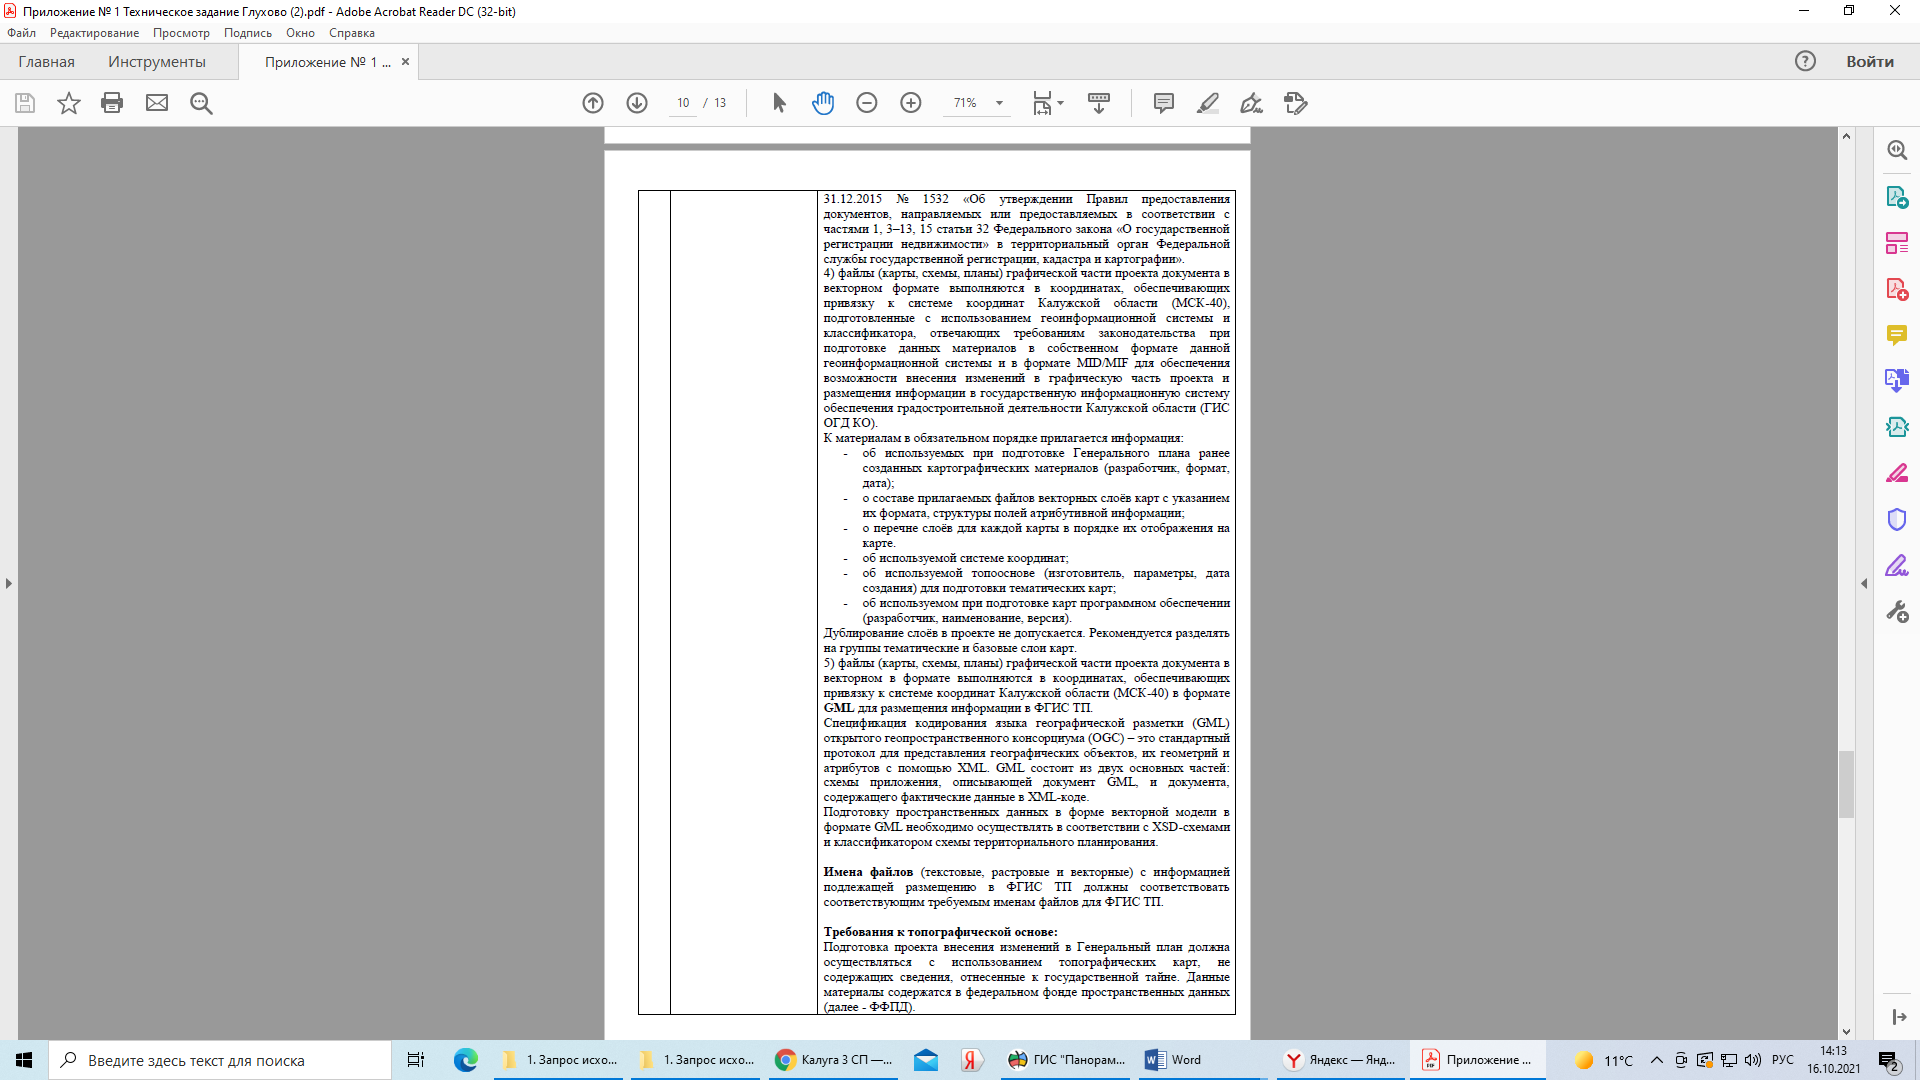 Приложение № 1 Техническое задание Глухово (2).pdf - Adobe Acrobat Reader DC (32-bit)
Файл Редактирование Просмотр Подпись Окно Справка
Главная Инструменты Приложение № 1 ... × Войти
10 / 13 71%
31.12.2015 № 1532 «Об утверждении Правил предоставления
документов, направляемых или предоставляемых в соответствии с
частями 1, 3–13, 15 статьи 32 Федерального закона «О государственной
регистрации недвижимости» в территориальный орган Федеральной
службы государственной регистрации, кадастра и картографии».
4) файлы (карты, схемы, планы) графической части проекта документа в
векторном формате выполняются в координатах, обеспечивающих
привязку к системе координат Калужской области (МСК-40),
подготовленные с использованием геоинформационной системы и
классификатора, отвечающих требованиям законодательства при
подготовке данных материалов в собственном формате данной
геоинформационной системы и в формате MID/MIF для обеспечения
возможности внесения изменений в графическую часть проекта и
размещения информации в государственную информационную систему
обеспечения градостроительной деятельности Калужской области (ГИС
ОГД КО).
К материалам в обязательном порядке прилагается информация:
- об используемых при подготовке Генерального плана ранее
созданных картографических материалов (разработчик, формат,
дата);
- о составе прилагаемых файлов векторных слоёв карт с указанием
их формата, структуры полей атрибутивной информации;
- о перечне слоёв для каждой карты в порядке их отображения на
карте.
- об используемой системе координат;
- об используемой топооснове (изготовитель, параметры, дата
создания) для подготовки тематических карт;
- об используемом при подготовке карт программном обеспечении
(разработчик, наименование, версия).
Дублирование слоёв в проекте не допускается. Рекомендуется разделять
на группы тематические и базовые слои карт.
5) файлы (карты, схемы, планы) графической части проекта документа в
векторном в формате выполняются в координатах, обеспечивающих
привязку к системе координат Калужской области (МСК-40) в формате
GML для размещения информации в ФГИС ТП.
Спецификация кодирования языка географической разметки (GML)
открытого геопространственного консорциума (OGC) – это стандартный
протокол для представления географических объектов, их геометрий и
атрибутов с помощью XML. GML состоит из двух основных частей:
схемы приложения, описывающей документ GML, и документа,
содержащего фактические данные в XML-коде.
Подготовку пространственных данных в форме векторной модели в
формате GML необходимо осуществлять в соответствии с XSD-схемами
и классификатором схемы территориального планирования.
Имена файлов (текстовые, растровые и векторные) с информацией
подлежащей размещению в ФГИС ТП должны соответствовать
соответствующим требуемым именам файлов для ФГИС ТП.
Требования к топографической основе:
Подготовка проекта внесения изменений в Генеральный план должна
осуществляться с использованием топографических карт, не
содержащих сведения, отнесенные к государственной тайне. Данные
материалы содержатся в федеральном фонде пространственных данных
(далее - ФФПД).
Введите здесь текст для поиска 1. Запрос исхо... 1. Запрос исхо... Калуга 3 СП —... ГИС "Панорам... Word Яндекс — Янд... Приложение ... 11°C РУС 14:13
16.10.2021 2